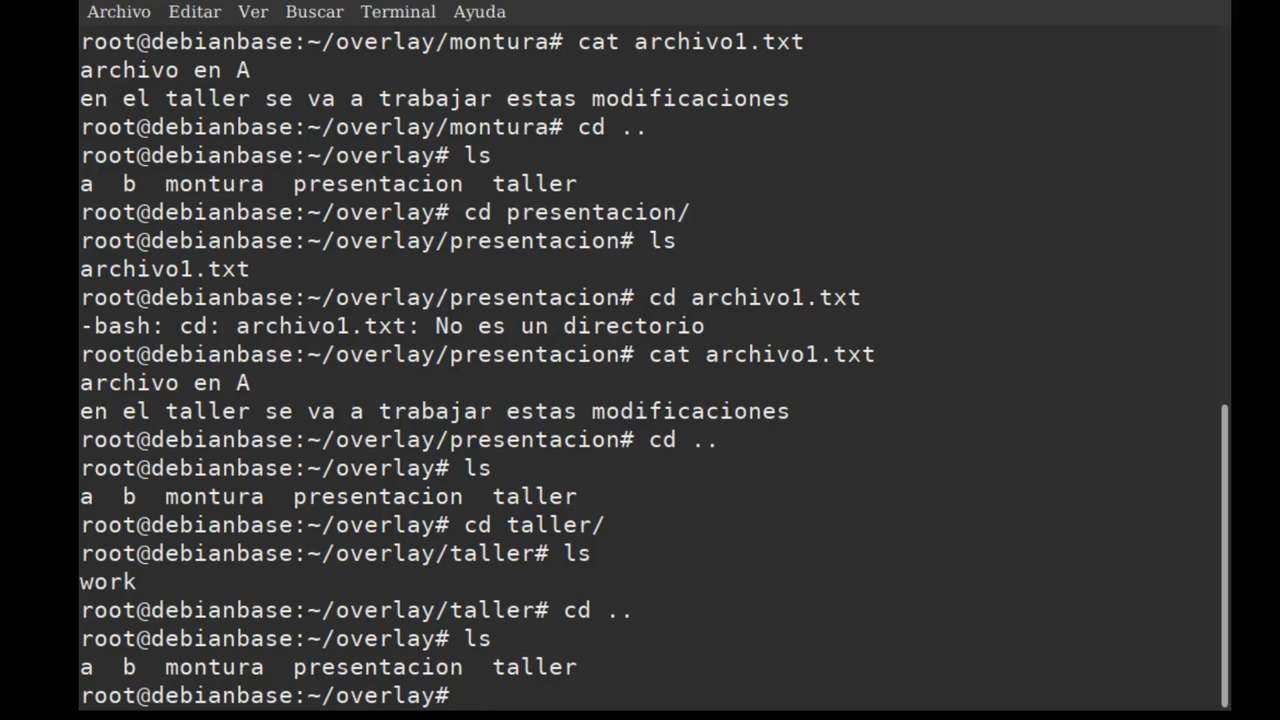 Archivo Editar Ver Buscar Terminal Ayuda
root@debianbase:~/overlay/montura# cat archivo1.txt
archivo en A
en el taller se va a trabajar estas modificaciones
root@debianbase:~/overlay/montura# cd ..
root@debianbase:~/overlay# ls
a  b  montura  presentacion  taller
root@debianbase:~/overlay# cd presentacion/
root@debianbase:~/overlay/presentacion# ls
archivo1.txt
root@debianbase:~/overlay/presentacion# cd archivo1.txt
-bash: cd: archivo1.txt: No es un directorio
root@debianbase:~/overlay/presentacion# cat archivo1.txt
archivo en A
en el taller se va a trabajar estas modificaciones
root@debianbase:~/overlay/presentacion# cd ..
root@debianbase:~/overlay# ls
a  b  montura  presentacion  taller
root@debianbase:~/overlay# cd taller/
root@debianbase:~/overlay/taller# ls
work
root@debianbase:~/overlay/taller# cd ..
root@debianbase:~/overlay# ls
a  b  montura  presentacion  taller
root@debianbase:~/overlay#